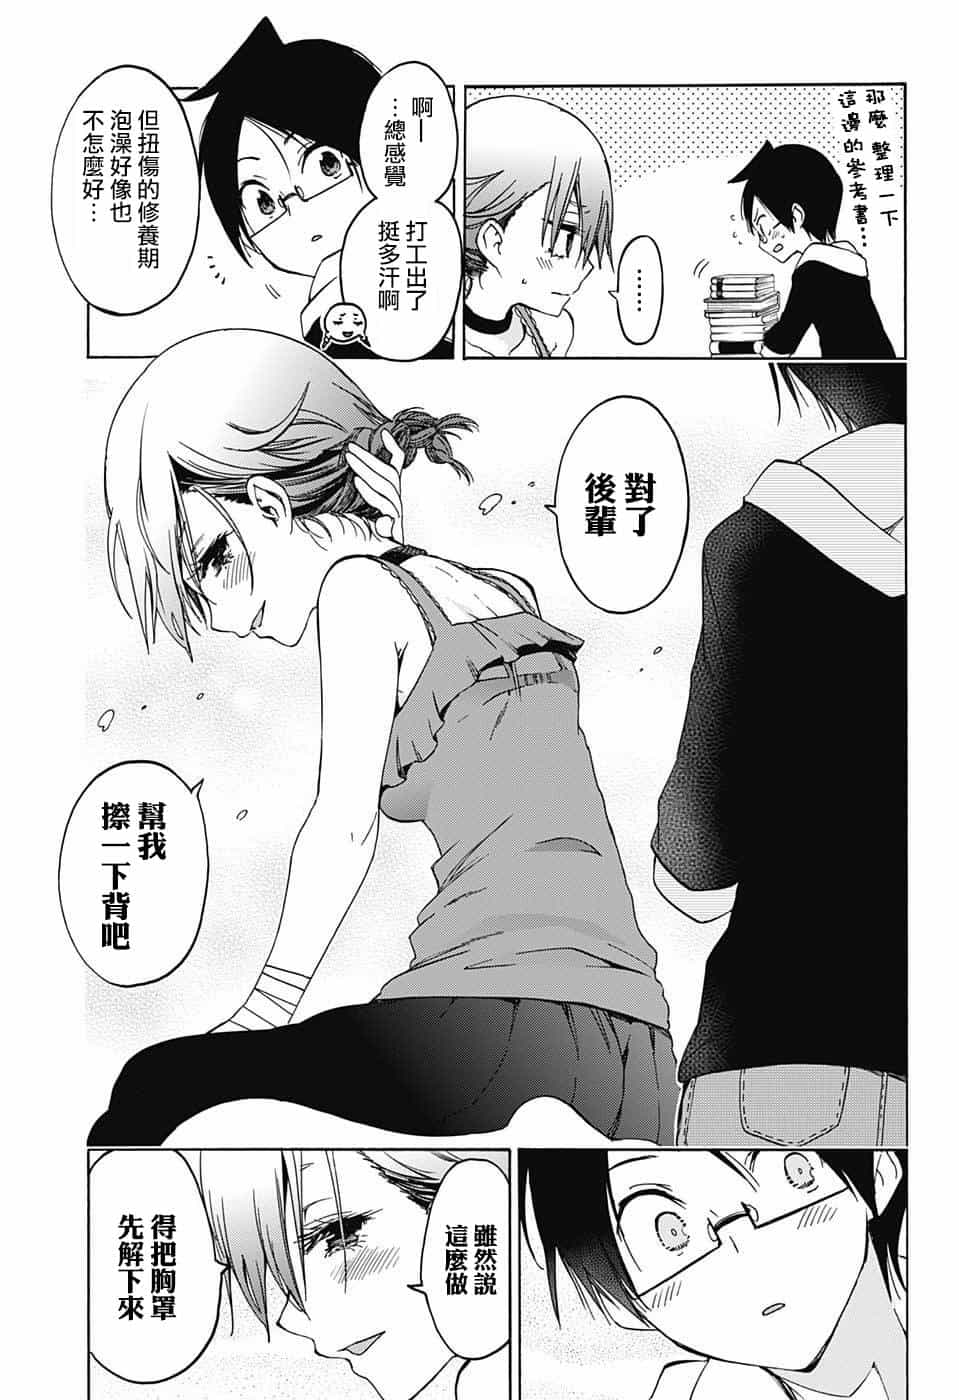 那麼 整理一下
這邊的參考書…
……
啊—
…總感覺
打工出了
挺多汗啊
但扭傷的修養期
泡澡好像也
不怎麼好…
對了
後輩
幫我
擦一下背吧
雖然說
這麼做
得把胸罩
先解下來